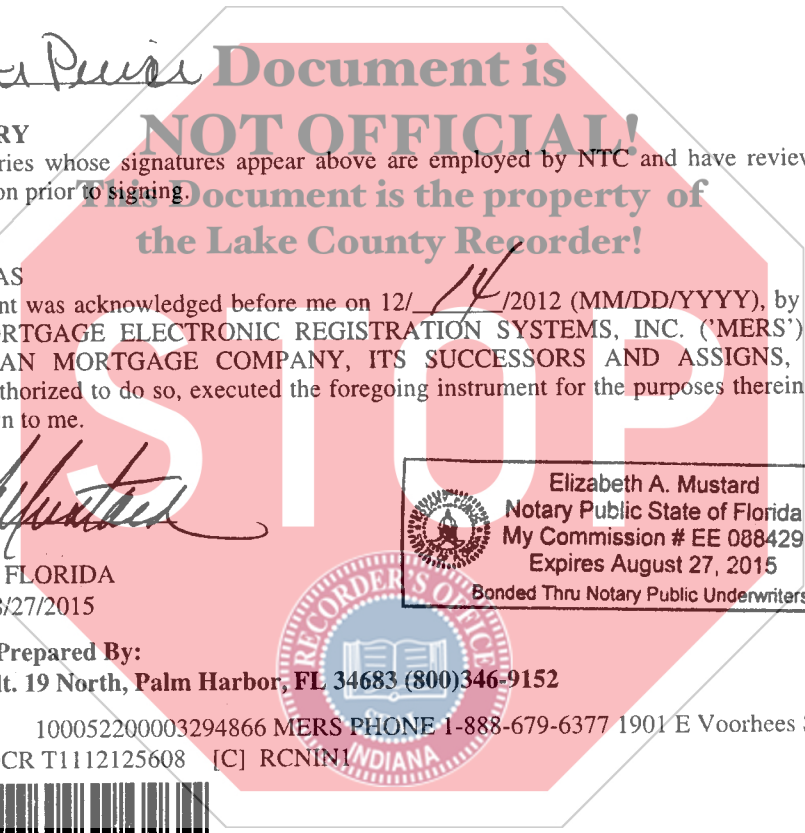 Document is
NOT OFFICIAL!
RY
ries whose signatures appear above are employed by NTC and have review
on prior to signing.
This Document is the property of
the Lake County Recorder!
AS
nt was acknowledged before me on 12/ 14 /2012 (MM/DD/YYYY), by
RTGAGE ELECTRONIC REGISTRATION SYSTEMS, INC. ('MERS')
AN MORTGAGE COMPANY, ITS SUCCESSORS AND ASSIGNS,
thorized to do so, executed the foregoing instrument for the purposes therein
n to me.
STOP
Elizabeth A. Mustard
Notary Public State of Florida
My Commission # EE 088429
Expires August 27, 2015
Bonded Thru Notary Public Underwriters
FLORIDA
8/27/2015
RECORDER'S OFFICE
Prepared By:
lt. 19 North, Palm Harbor, FL 34683 (800)346-9152
100052200003294866 MERS PHONE 1-888-679-6377 1901 E Voorhees
CR T1112125608 [C] RCNIN1
INDIANA